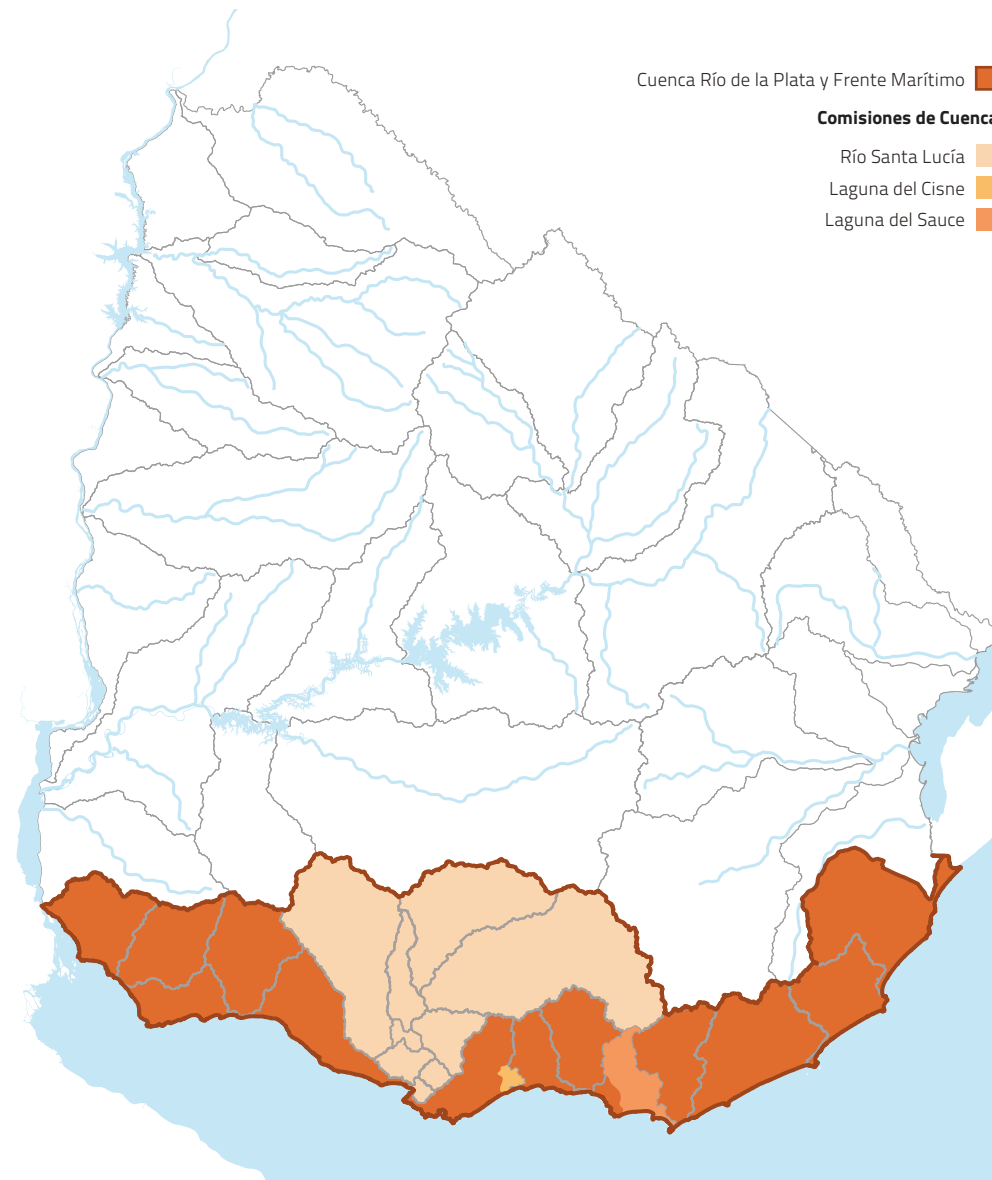 Cuenca Río de la Plata y Frente Marítimo
Comisiones de Cuenca
Río Santa Lucía
Laguna del Cisne
Laguna del Sauce